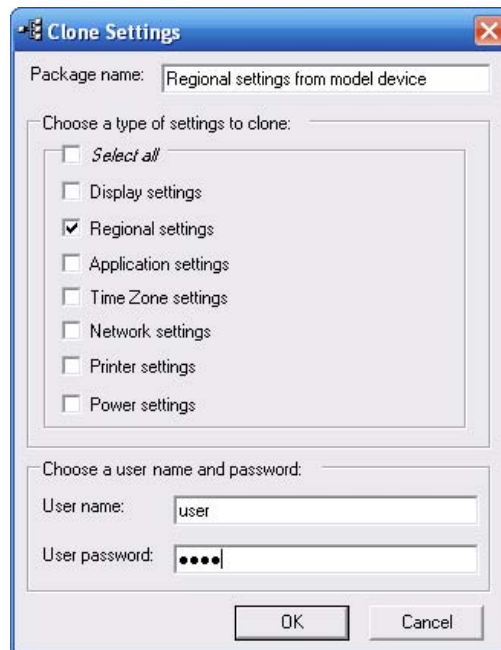 Clone Settings
Package name: Regional settings from model device
Choose a type of settings to clone:
Select all
Display settings
Regional settings
Application settings
Time Zone settings
Network settings
Printer settings
Power settings
Choose a user name and password:
User name: user
User password: ●●●●
OK Cancel